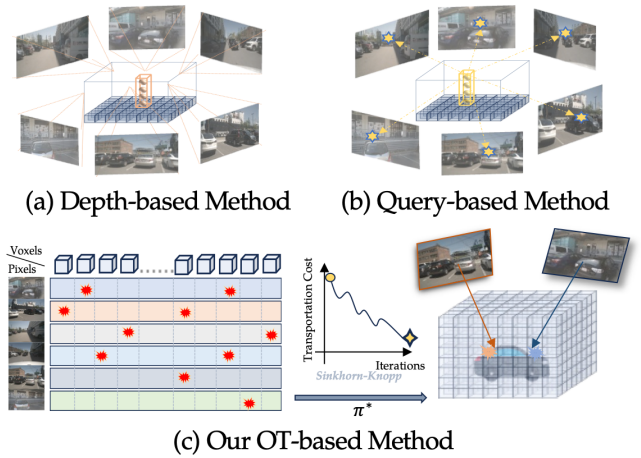 (a) Depth-based Method
(b) Query-based Method
Voxels
Pixels
Transportation Cost
Iterations
Sinkhorn-Knopp
π*
(c) Our OT-based Method